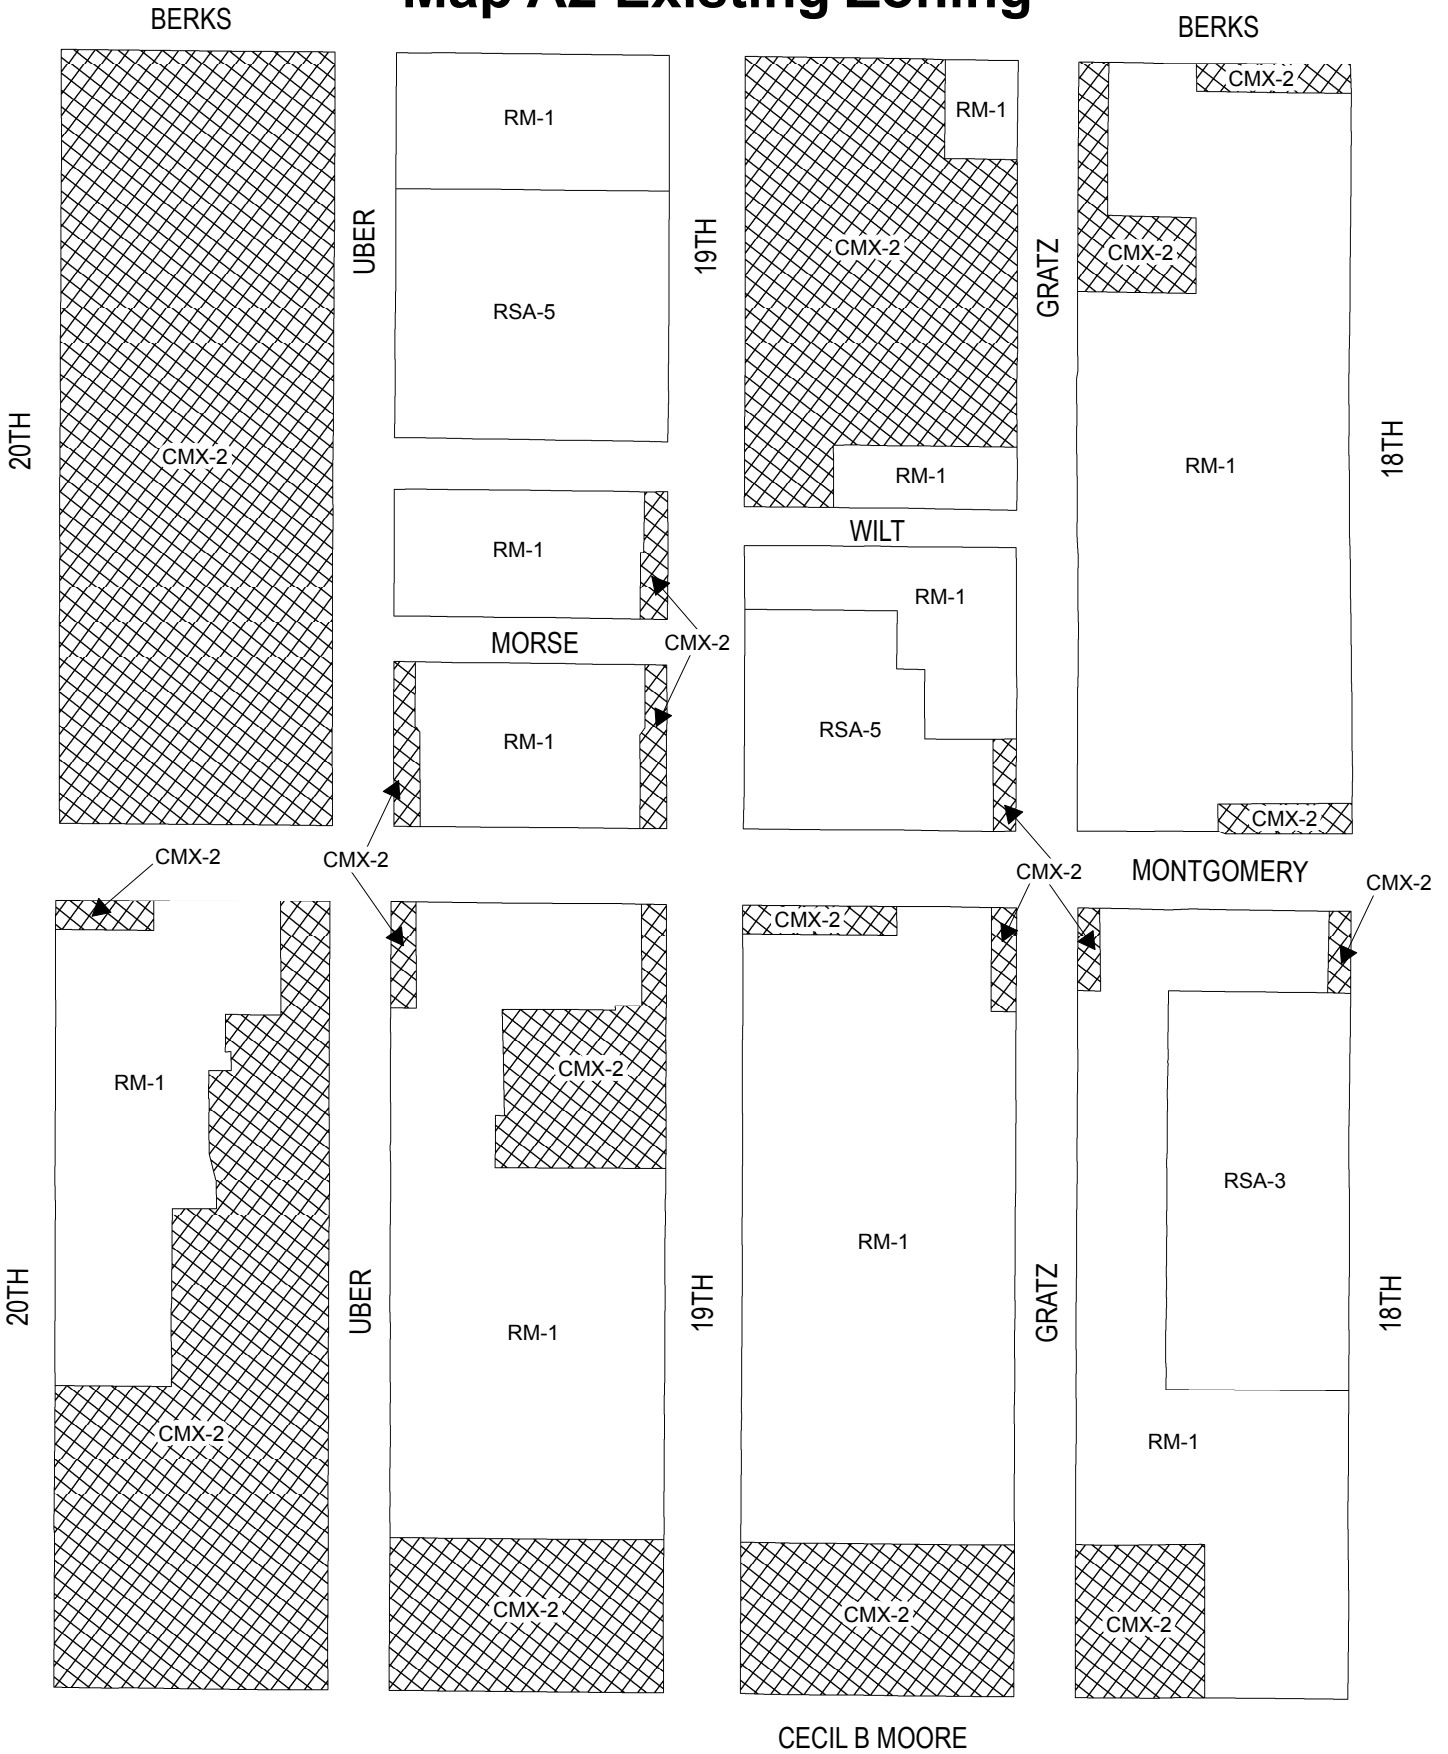 Map A2 Existing Zoning
BERKS
BERKS
CMX-2
RM-1
RM-1
RM-1
CMX-2
UBER
19TH
CMX-2
GRATZ
CMX-2
RSA-5
20TH
CMX-2
RM-1
18TH
RM-1
WILT
RM-1
RM-1
MORSE
CMX-2
RSA-5
RM-1
CMX-2
CMX-2
CMX-2
CMX-2
MONTGOMERY
CMX-2
CMX-2
RM-1
CMX-2
RSA-3
RM-1
20TH
UBER
19TH
GRATZ
18TH
RM-1
CMX-2
RM-1
CMX-2
CMX-2
CMX-2
CECIL B MOORE